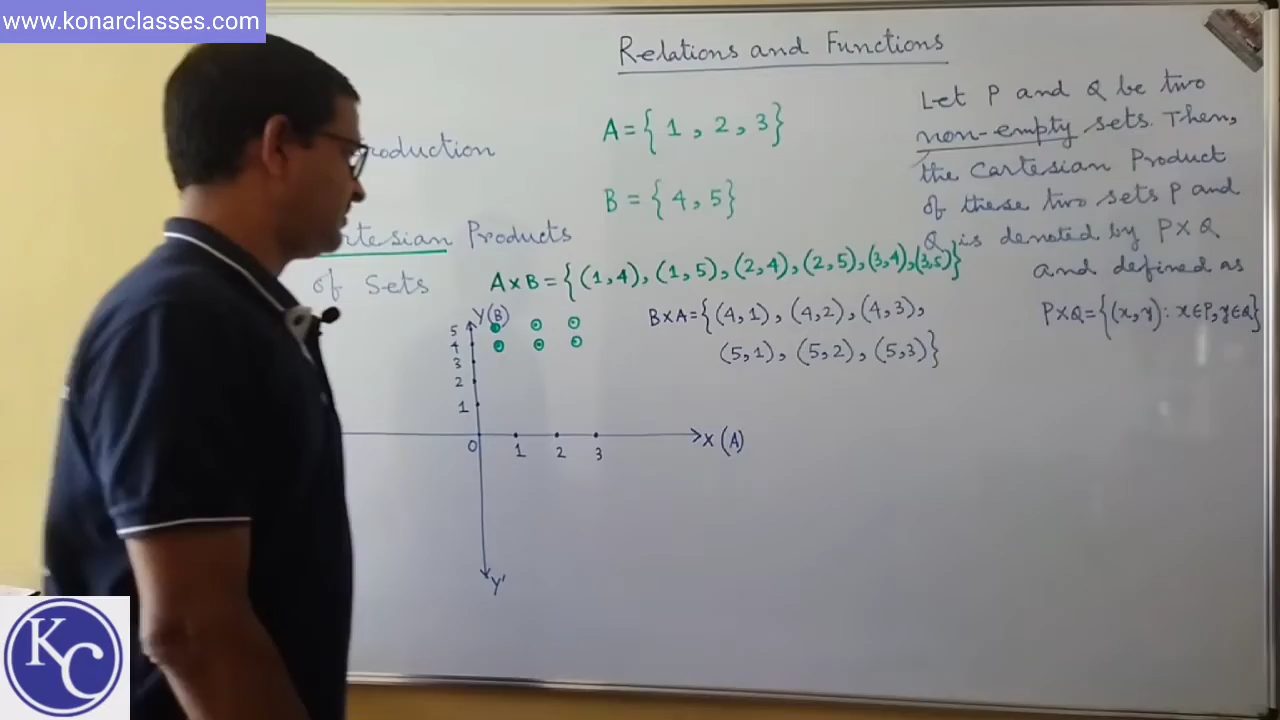 www.konarclasses.com
Relations and Functions
roduction
A={ 1 , 2 , 3 }
B = { 4 , 5 }
Let P and Q be two
non-empty sets. Then,
the Cartesian Product
of these two sets P and
Q is denoted by P×Q
and defined as
P×Q={(x,y): x∈P, y∈Q}
rtesian Products
of Sets
A×B={(1,4),(1,5),(2,4),(2,5),(3,4),(3,5)}
B×A={(4,1),(4,2),(4,3),
(5,1),(5,2),(5,3)}
Y(B)
5
4
3
2
1
0 1 2 3
X(A)
Y'
KC